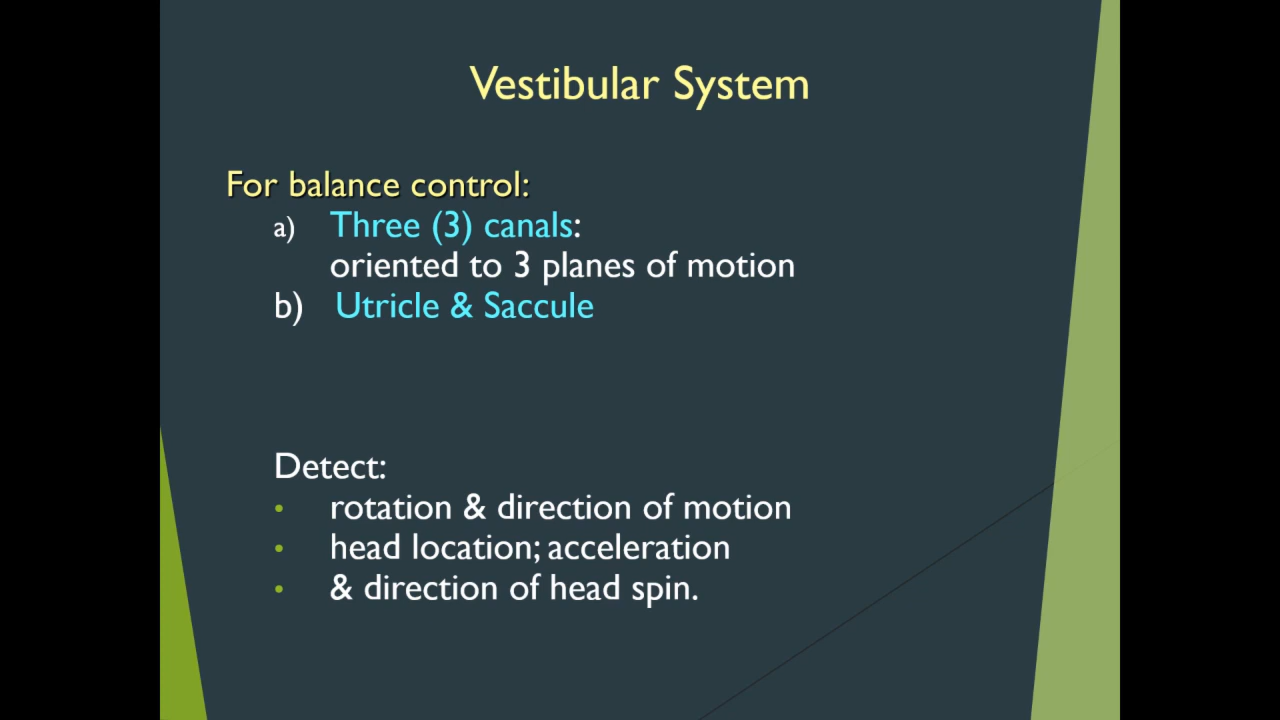 Vestibular System
For balance control:
a) Three (3) canals:
oriented to 3 planes of motion
b) Utricle & Saccule
Detect:
• rotation & direction of motion
• head location; acceleration
• & direction of head spin.